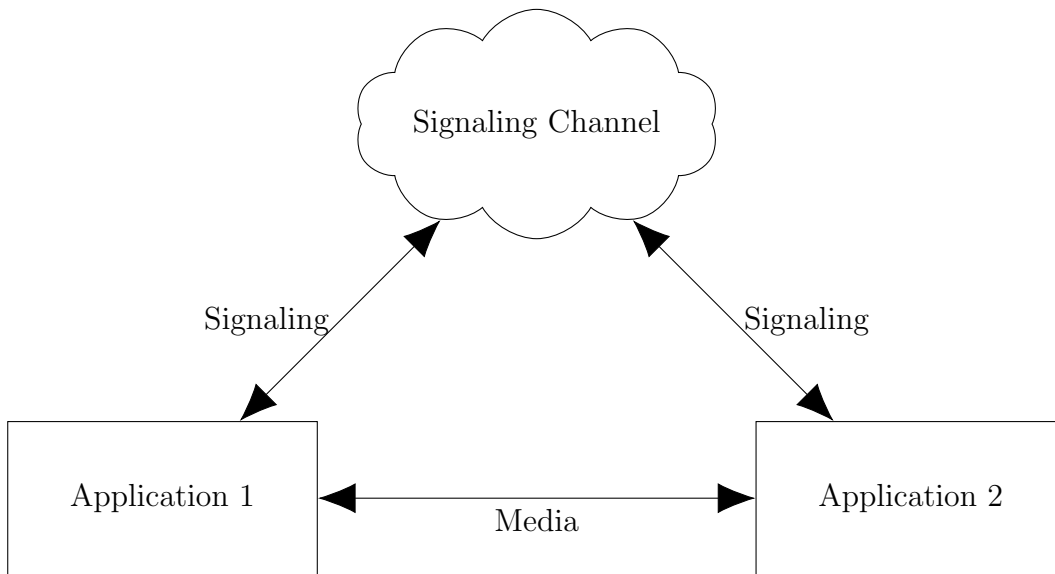 Signaling Channel
Signaling
Signaling
Application 1
Media
Application 2